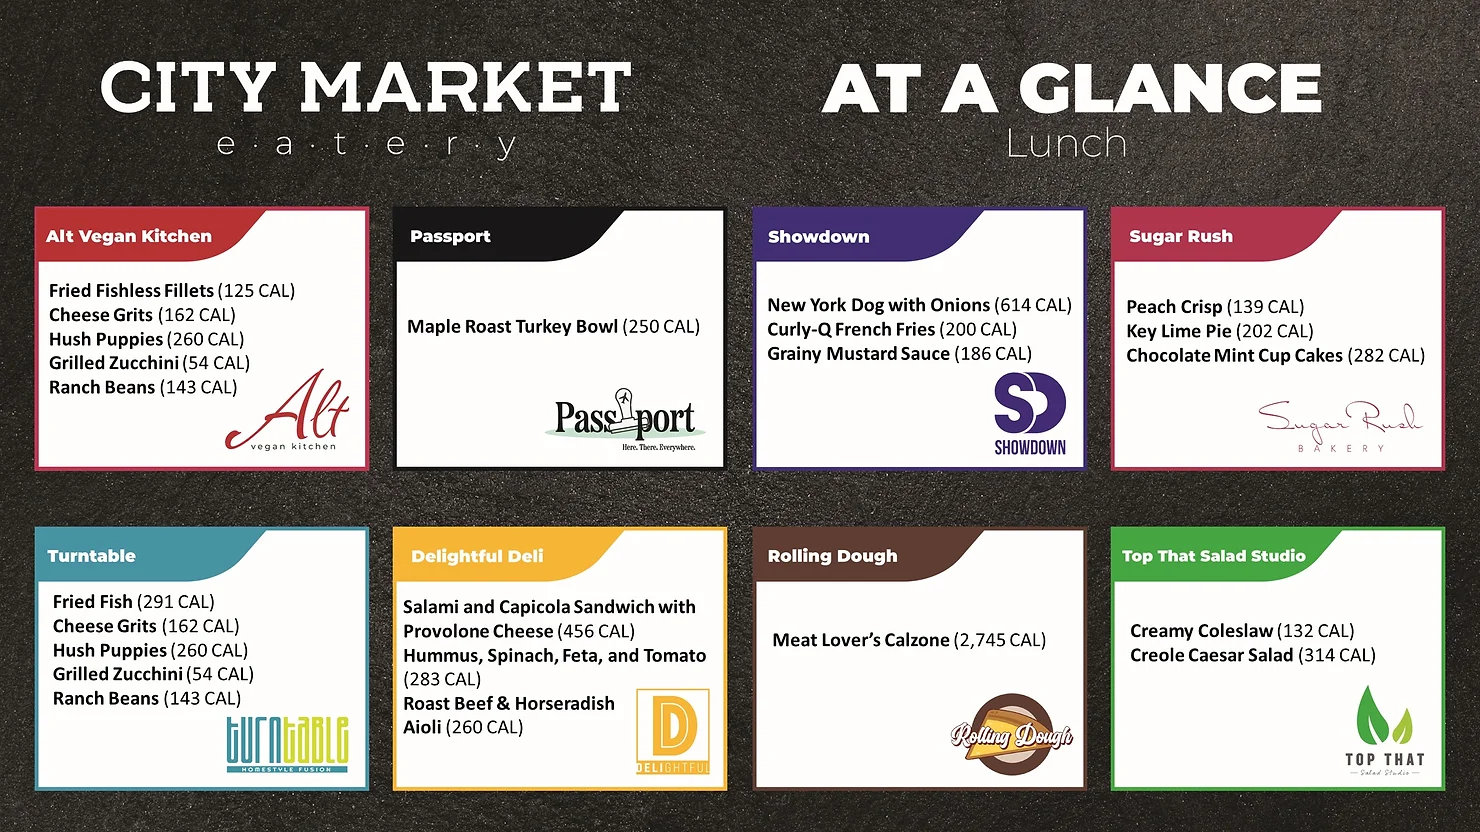 CITY MARKET
e·a·t·e·r·y
AT A GLANCE
Lunch
Alt Vegan Kitchen
Fried Fishless Fillets (125 CAL)
Cheese Grits (162 CAL)
Hush Puppies (260 CAL)
Grilled Zucchini (54 CAL)
Ranch Beans (143 CAL)
Alt
vegan kitchen
Passport
Maple Roast Turkey Bowl (250 CAL)
Passport
Here. There. Everywhere.
Showdown
New York Dog with Onions (614 CAL)
Curly-Q French Fries (200 CAL)
Grainy Mustard Sauce (186 CAL)
SD
SHOWDOWN
Sugar Rush
Peach Crisp (139 CAL)
Key Lime Pie (202 CAL)
Chocolate Mint Cup Cakes (282 CAL)
Sugar Rush
BAKERY
Turntable
Fried Fish (291 CAL)
Cheese Grits (162 CAL)
Hush Puppies (260 CAL)
Grilled Zucchini (54 CAL)
Ranch Beans (143 CAL)
turntable
HOMESTYLE FUSION
Delightful Deli
Salami and Capicola Sandwich with
Provolone Cheese (456 CAL)
Hummus, Spinach, Feta, and Tomato
(283 CAL)
Roast Beef & Horseradish
Aioli (260 CAL)
D
DELIGHTFUL
Rolling Dough
Meat Lover's Calzone (2,745 CAL)
Rolling Dough
Top That Salad Studio
Creamy Coleslaw (132 CAL)
Creole Caesar Salad (314 CAL)
TOP THAT
Salad Studio